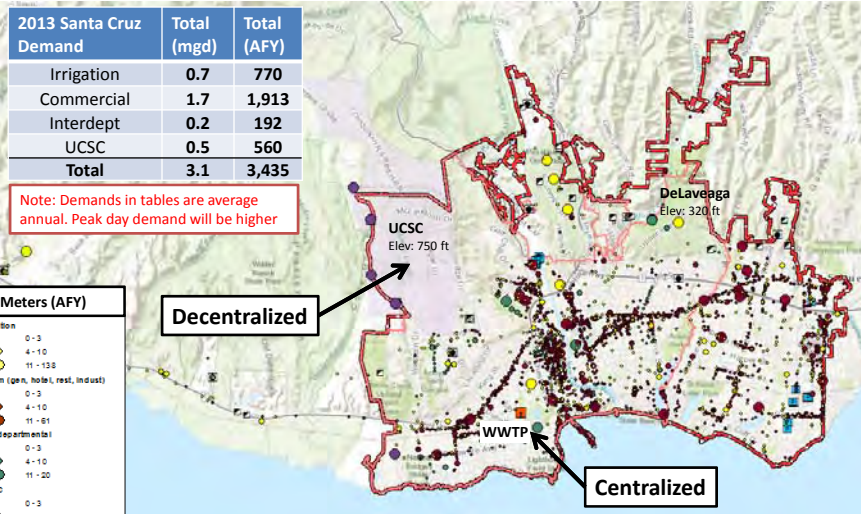 2013 Santa Cruz Demand Total (mgd) Total (AFY)
Irrigation 0.7 770
Commercial 1.7 1,913
Interdept 0.2 192
UCSC 0.5 560
Total 3.1 3,435
Note: Demands in tables are average
annual. Peak day demand will be higher
DeLaveaga
Elev: 320 ft
UCSC
Elev: 750 ft
Decentralized
Meters (AFY)
tion
0 - 3
4 - 10
11 - 138
n (gen, hotel, rest, indust)
0 - 3
4 - 10
11 - 61
departmental
0 - 3
4 - 10
11 - 20
0 - 3
WWTP
Centralized